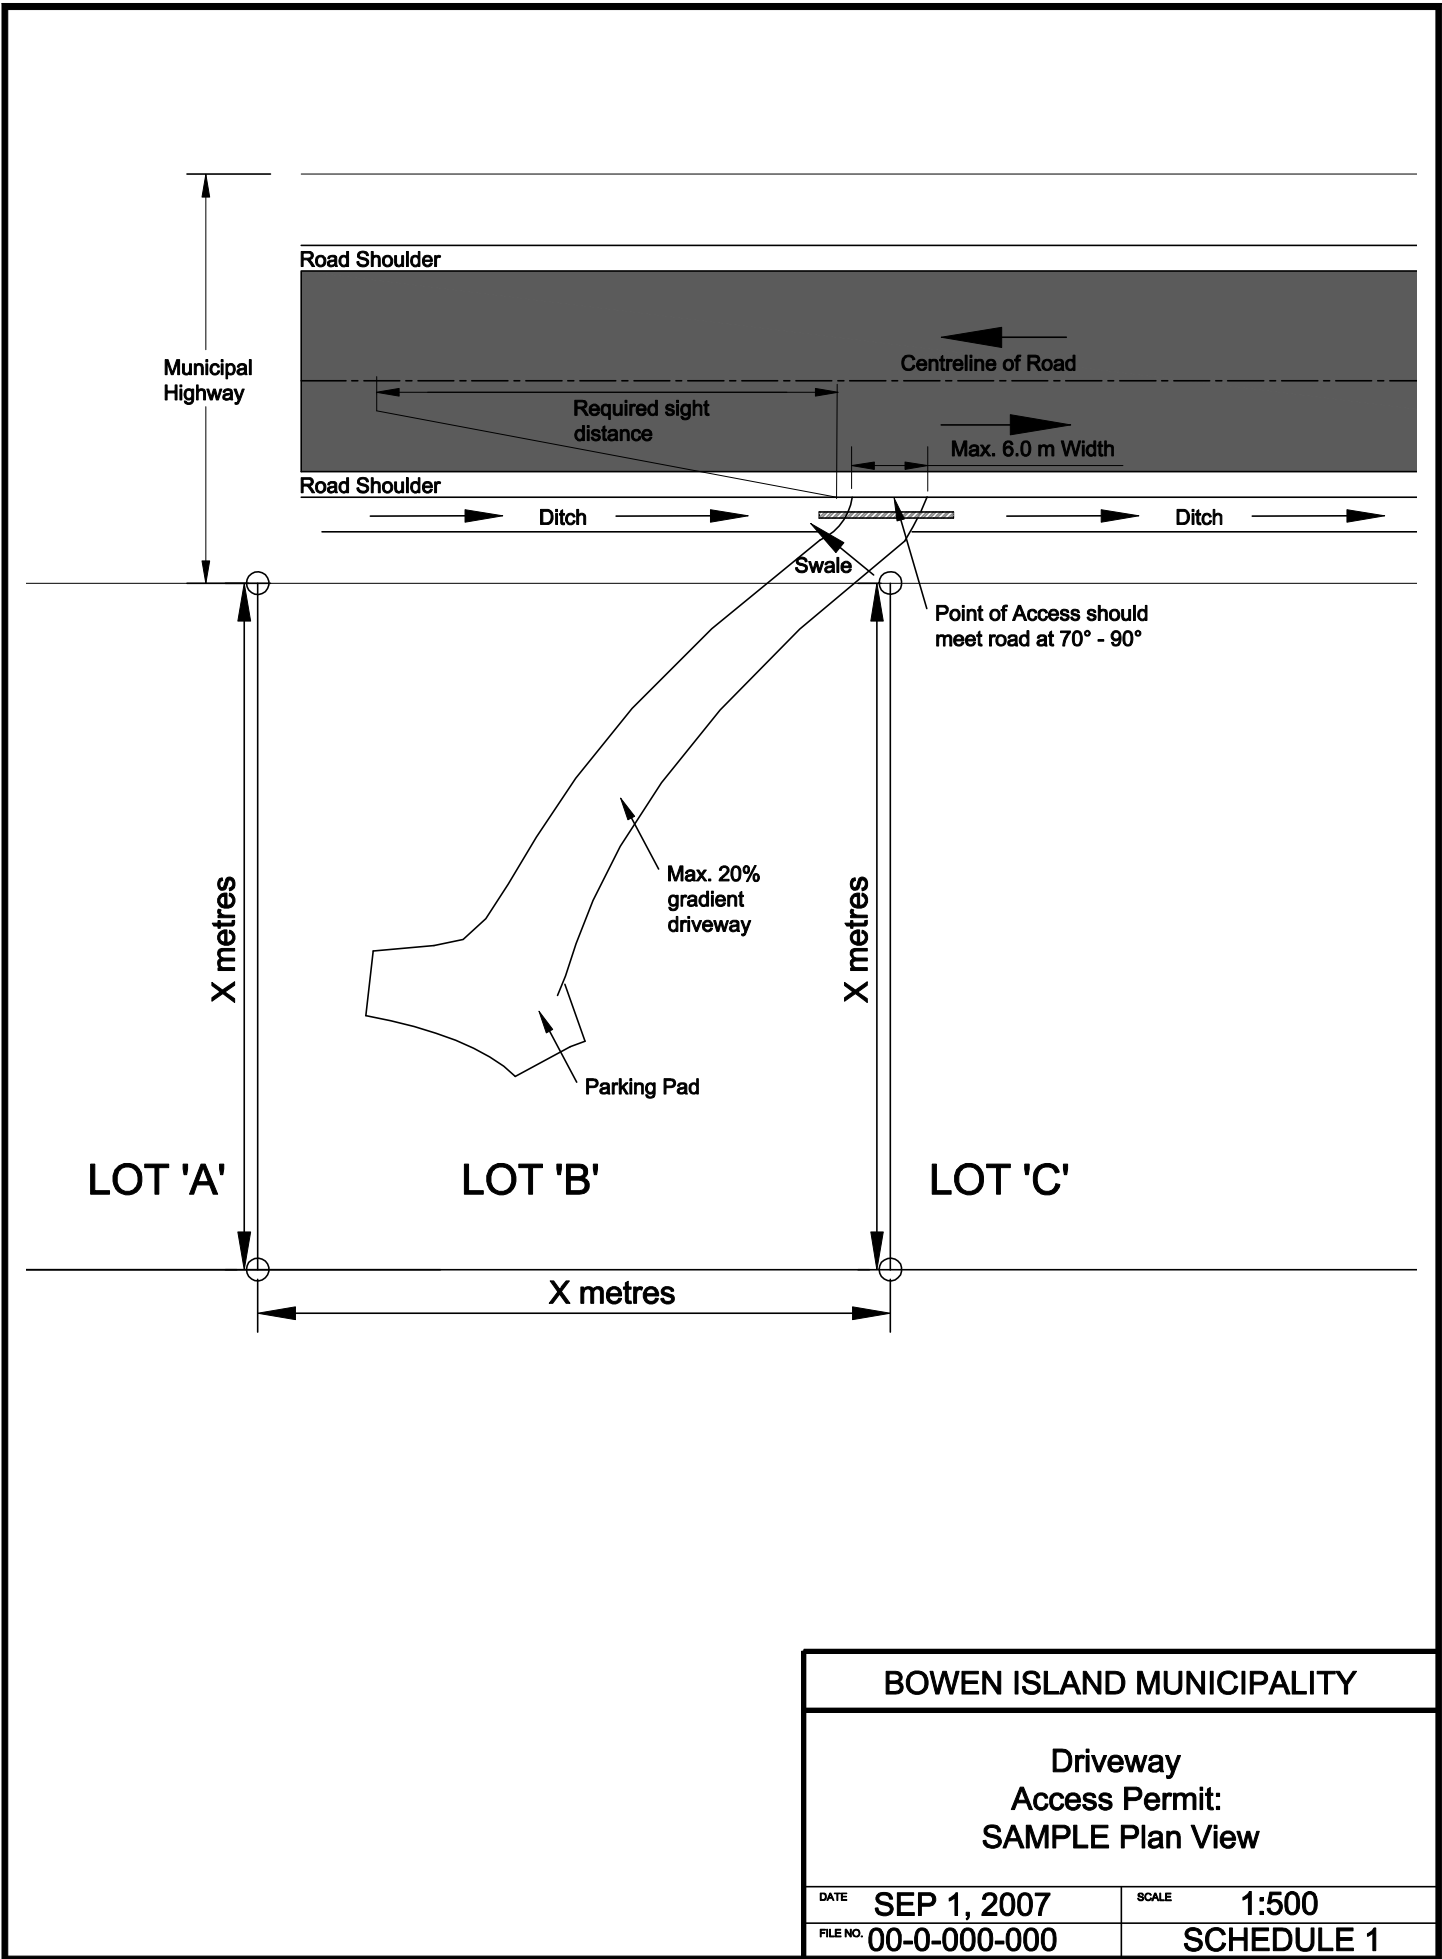 Road Shoulder
Municipal
Highway
Centreline of Road
Required sight
distance
Max. 6.0 m Width
Road Shoulder
Ditch
Ditch
Swale
Point of Access should
meet road at 70° - 90°
Max. 20%
gradient
driveway
X metres
X metres
Parking Pad
LOT 'A'
LOT 'B'
LOT 'C'
X metres
BOWEN ISLAND MUNICIPALITY
Driveway
Access Permit:
SAMPLE Plan View
DATE SEP 1, 2007
SCALE 1:500
FILE NO. 00-0-000-000
SCHEDULE 1